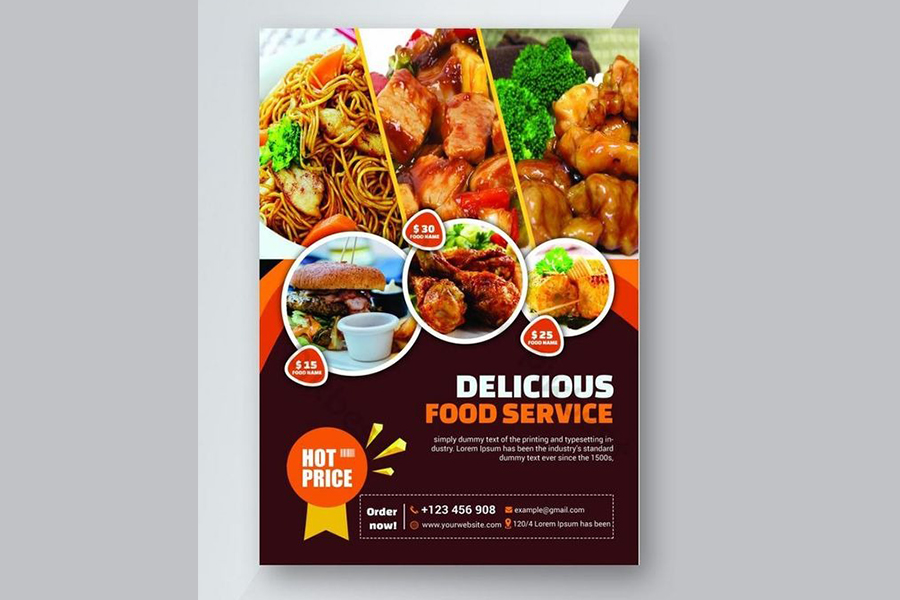 $ 30
FOOD NAME
$ 15
FOOD NAME
$ 25
FOOD NAME
DELICIOUS
FOOD SERVICE
simply dummy text of the printing and typesetting in-
dustry. Lorem Ipsum has been the industry's standard
dummy text ever since the 1500s,
HOT
PRICE
Order
now!
+123 456 908
example@gmail.com
www.yourwebsite.com
120/4 Lorem Ipsum has been